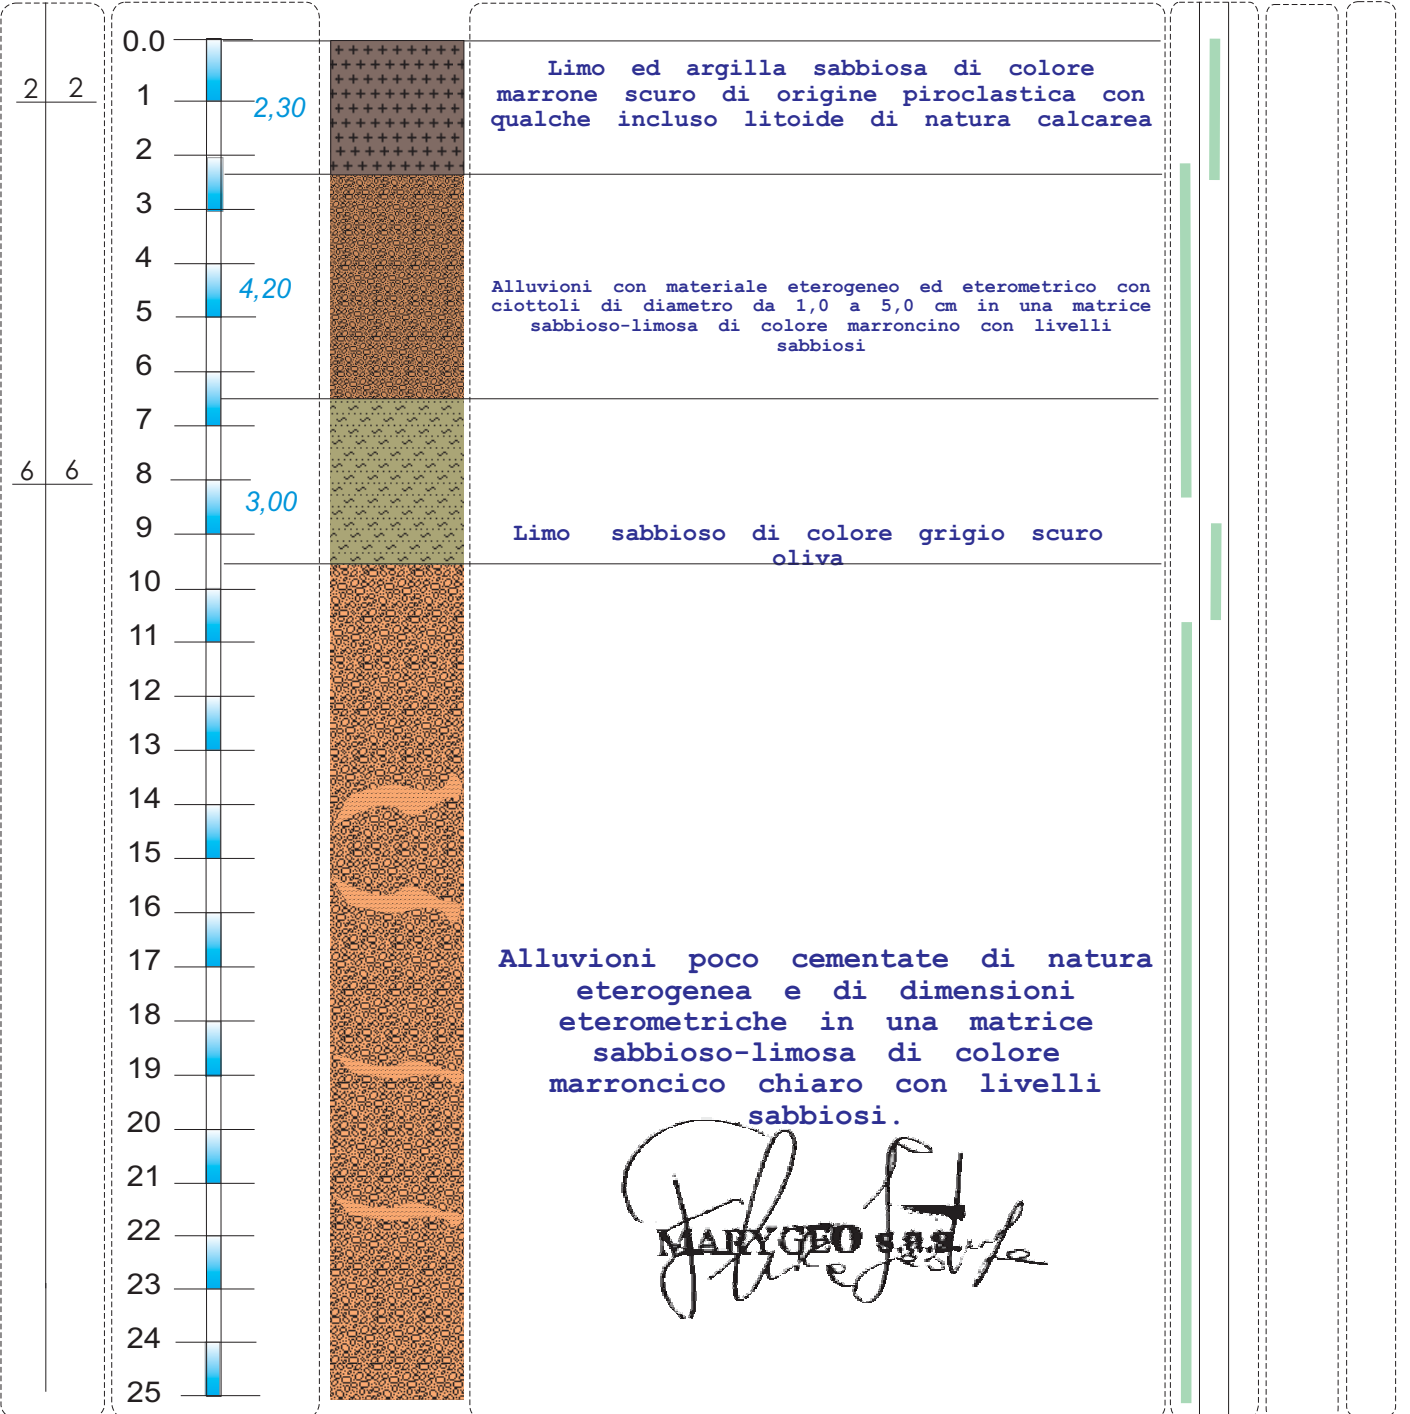 0.0
2 2
1
2,30
2
3
4
4,20
5
6
7
6 6
8
3,00
9
10
11
12
13
14
15
16
17
18
19
20
21
22
23
24
25
Limo ed argilla sabbiosa di colore
marrone scuro di origine piroclastica con
qualche incluso litoide di natura calcarea
Alluvioni con materiale eterogeneo ed eterometrico con
ciottoli di diametro da 1,0 a 5,0 cm in una matrice
sabbioso-limosa di colore marroncino con livelli
sabbiosi
Limo sabbioso di colore grigio scuro
oliva
Alluvioni poco cementate di natura
eterogenea e di dimensioni
eterometriche in una matrice
sabbioso-limosa di colore
marroncico chiaro con livelli
sabbiosi.
MARYGEO